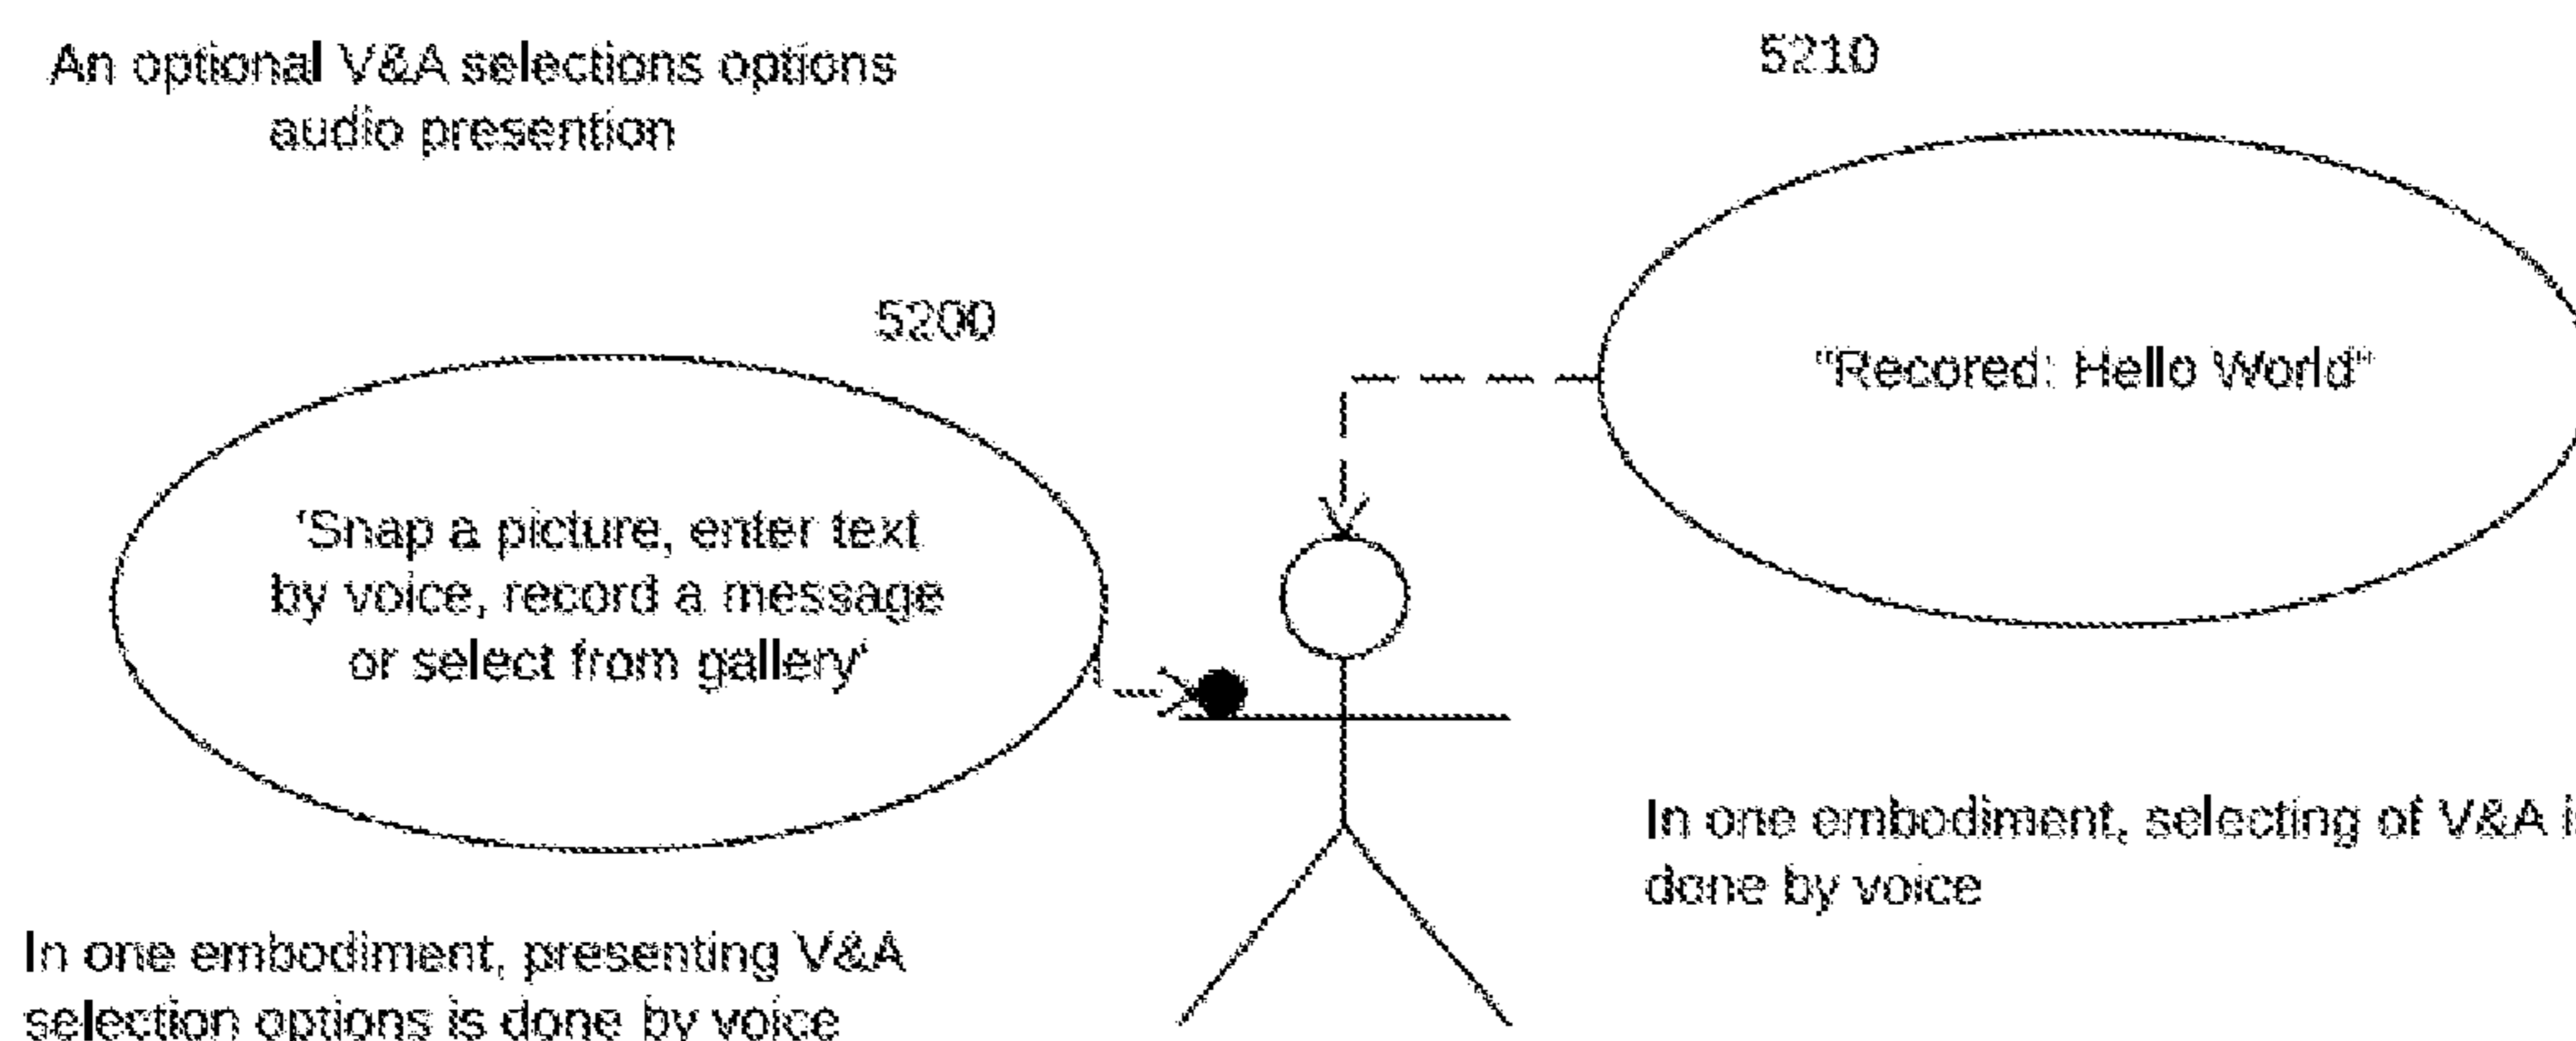 An optional V&A selections options
audio presention
5210
5200
"Recored: Hello World"
'Snap a picture, enter text
by voice, record a message
or select from gallery'
In one embodiment, selecting of V&A
done by voice
In one embodiment, presenting V&A
selection options is done by voice